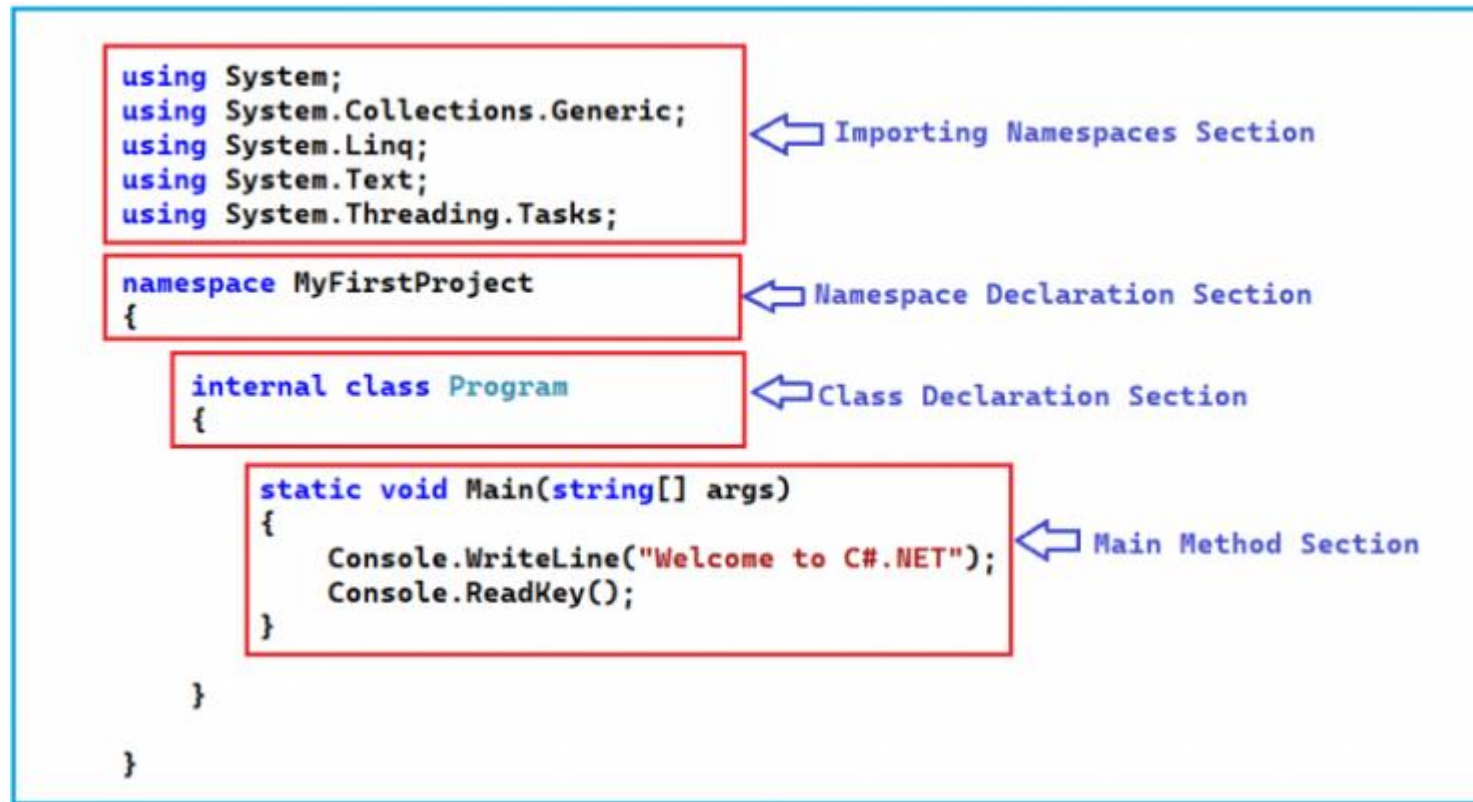 using System;
using System.Collections.Generic;
using System.Linq;
using System.Text;
using System.Threading.Tasks;
Importing Namespaces Section
namespace MyFirstProject
{
Namespace Declaration Section
internal class Program
{
Class Declaration Section
static void Main(string[] args)
{
Console.WriteLine("Welcome to C#.NET");
Console.ReadKey();
}
Main Method Section
}
}